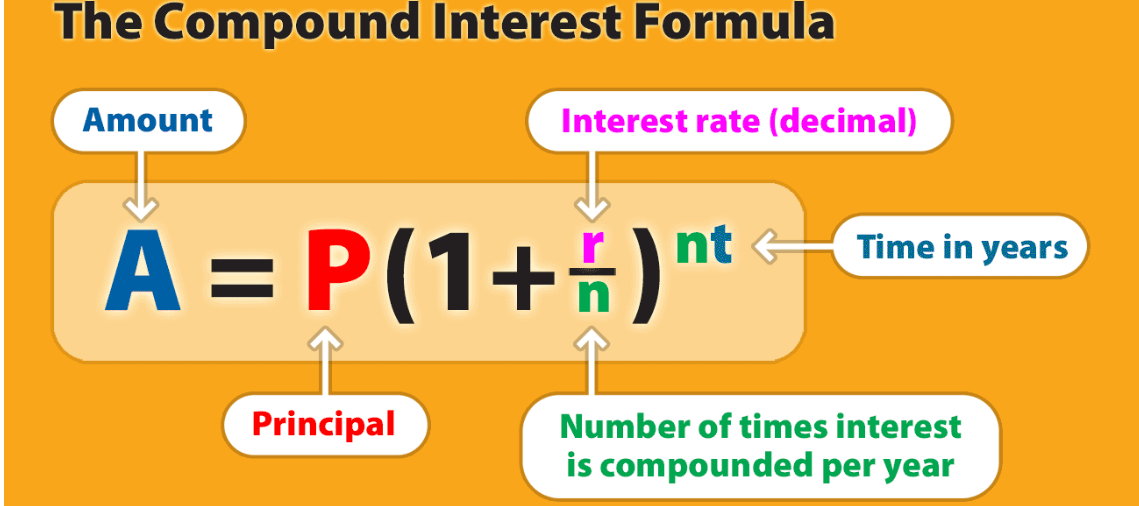 The Compound Interest Formula
Amount
Interest rate (decimal)
A = P(1+r/n)^nt
Time in years
Principal
Number of times interest
is compounded per year